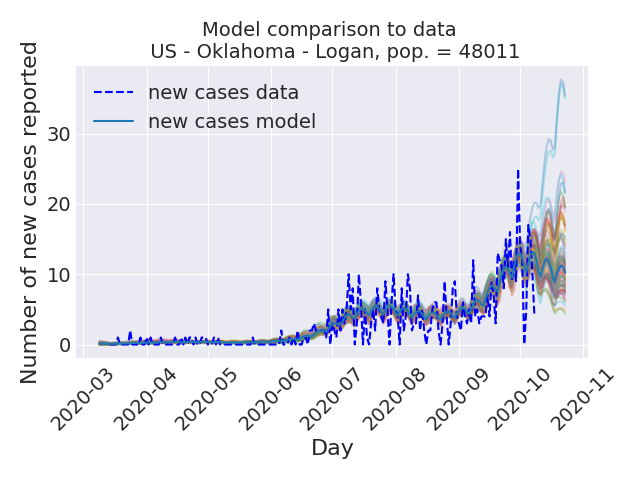 Model comparison to data
US - Oklahoma - Logan, pop. = 48011
Number of new cases reported
new cases data
new cases model
30
20
10
0
2020-03
2020-04
2020-05
2020-06
2020-07
2020-08
2020-09
2020-10
2020-11
Day